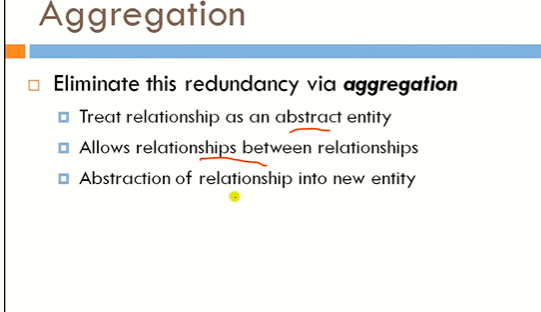 Aggregation
Eliminate this redundancy via aggregation
Treat relationship as an abstract entity
Allows relationships between relationships
Abstraction of relationship into new entity